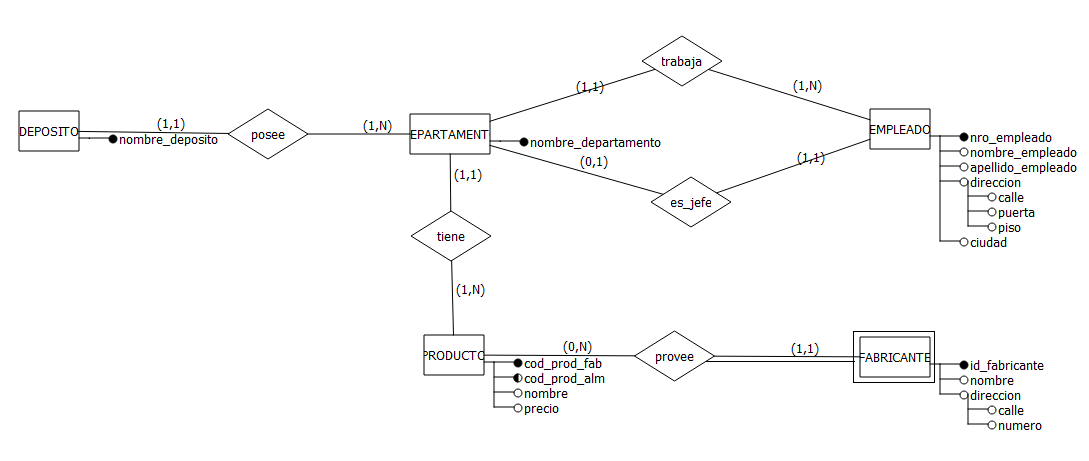 trabaja
(1,1)
(1,N)
DEPOSITO
nombre_deposito
(1,1)
posee
(1,N)
EPARTAMENT
nombre_departamento
(0,1)
es_jefe
(1,1)
EMPLEADO
nro_empleado
nombre_empleado
apellido_empleado
direccion
calle
puerta
piso
ciudad
(1,1)
tiene
(1,N)
PRODUCTO
cod_prod_fab
cod_prod_alm
nombre
precio
(0,N)
provee
(1,1)
FABRICANTE
id_fabricante
nombre
direccion
calle
numero